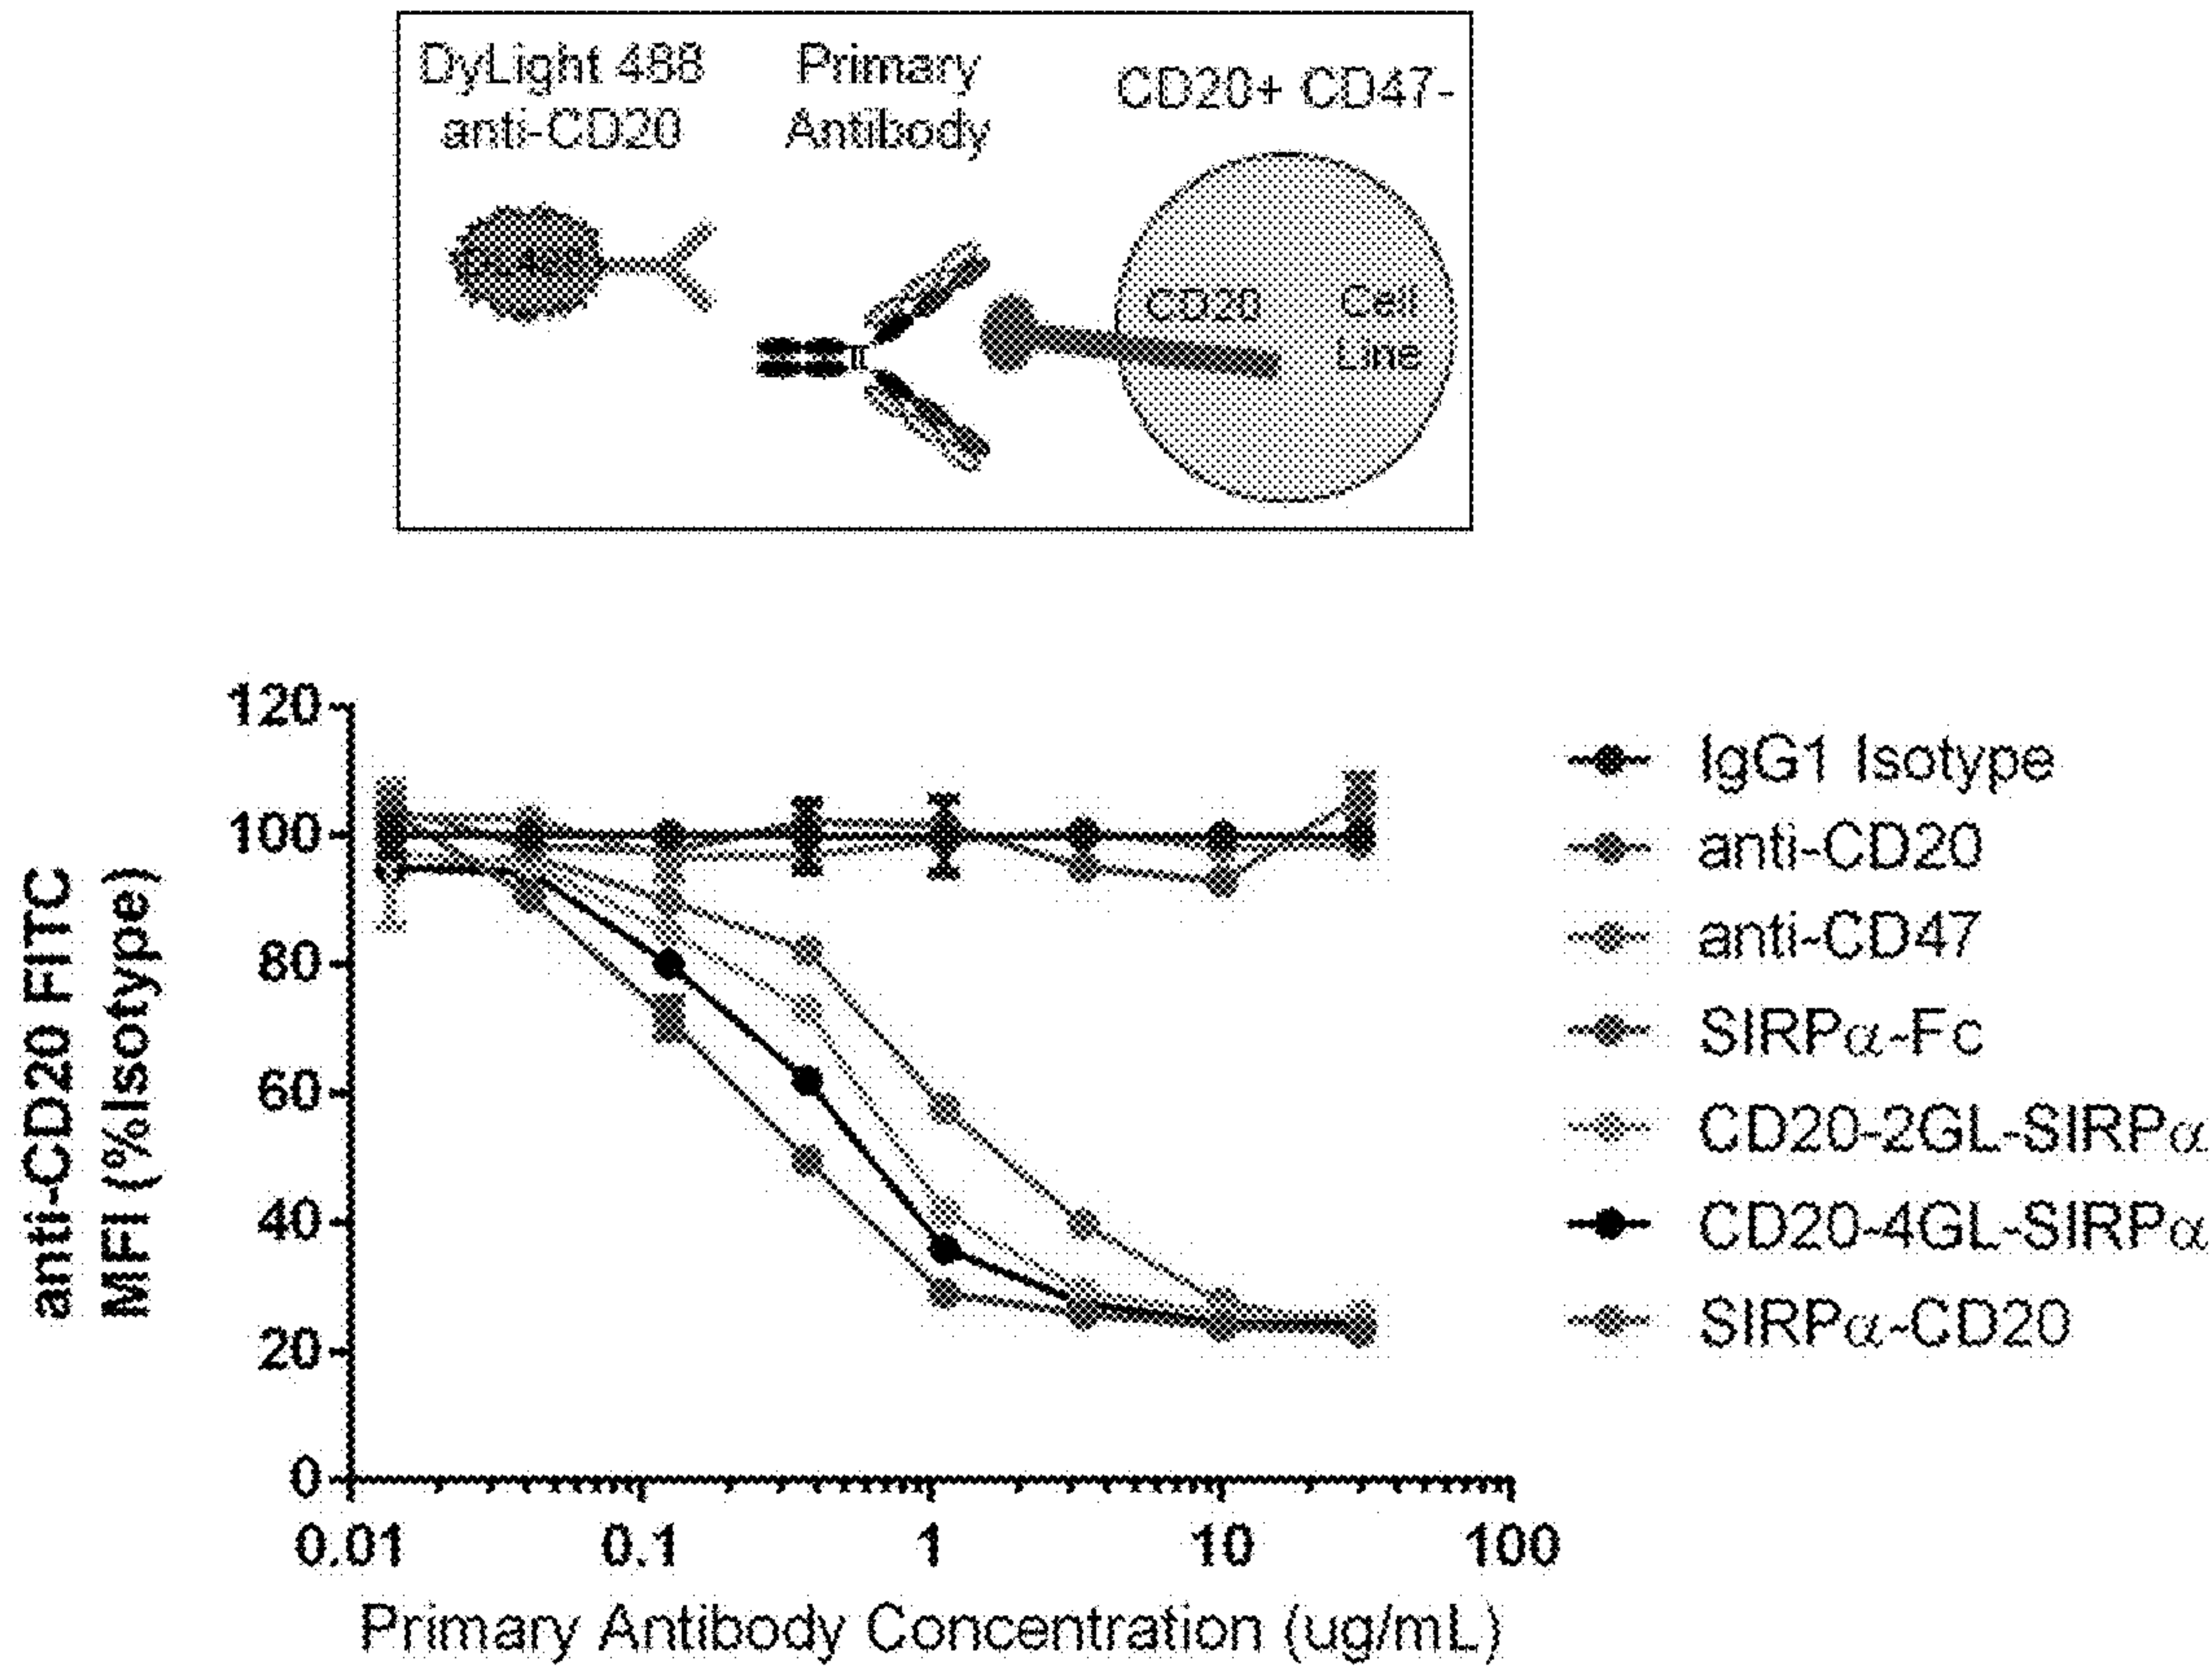 DyLight 488
anti-CD20
Primary
Antibody
CD20+ CD47-
CD20
Cell
Line
anti-CD20 FITC
MFI (%Isotype)
120
100
80
60
40
20
0
0.01
0.1
1
10
100
Primary Antibody Concentration (ug/mL)
IgG1 Isotype
anti-CD20
anti-CD47
SIRPα-Fc
CD20-2GL-SIRPα
CD20-4GL-SIRPα
SIRPα-CD20